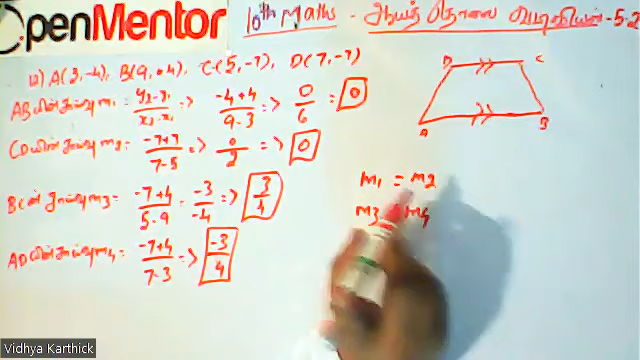 OpenMentor
10th Maths - ஆயத்தொலை வடிவியல் - 5.2
12) A(3,-4), B(9,-4), C(5,-7), D(7,-7)
AB யின் சாய்வு m₁ = y₂-y₁/x₂-x₁ => -4+4/9-3 => 0/6 = 0
CD யின் சாய்வு m₂ = -7+7/7-5 => 0/2 => 0
BC ன் சாய்வு m₃ = -7+4/5-9 = -3/-4 => 3/4
AD யின் சாய்வு m₄ = -7+4/7-3 => -3/4
D C
A B
m₁ = m₂
m₃ m₄
Vidhya Karthick